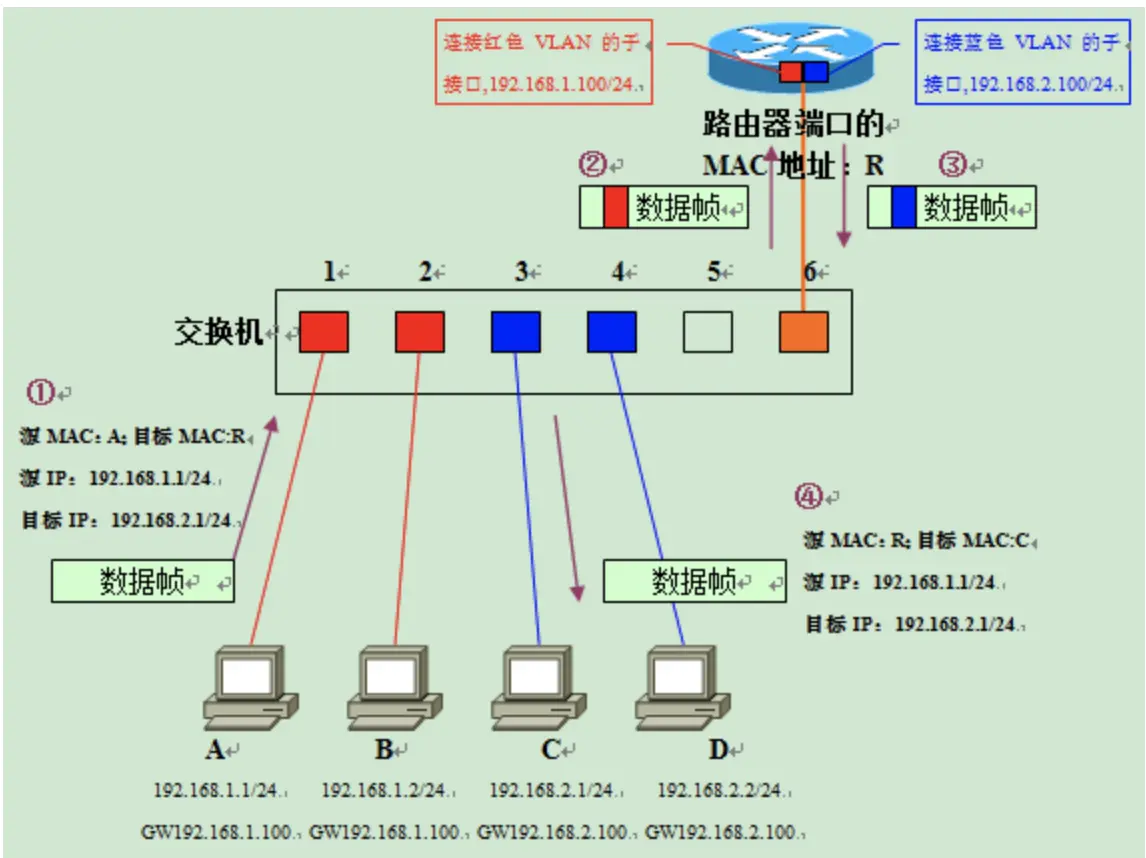 连接红色 VLAN 的子
接口,192.168.1.100/24
连接蓝色 VLAN 的子
接口,192.168.2.100/24
路由器端口的
MAC 地址：R
②
数据帧
③
数据帧
1 2 3 4 5 6
交换机
①
源 MAC：A; 目标 MAC:R
源 IP：192.168.1.1/24
目标 IP：192.168.2.1/24
数据帧
④
源 MAC：R; 目标 MAC:C
源 IP：192.168.1.1/24
目标 IP：192.168.2.1/24
数据帧
A B C D
192.168.1.1/24 192.168.1.2/24 192.168.2.1/24 192.168.2.2/24
GW192.168.1.100 GW192.168.1.100 GW192.168.2.100 GW192.168.2.100